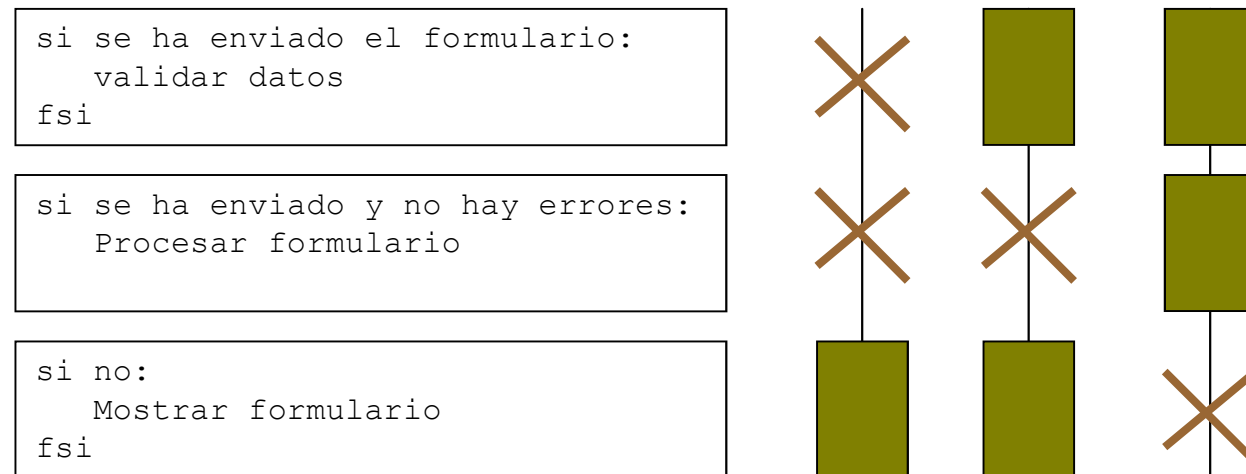 si se ha enviado el formulario:
validar datos
fsi
si se ha enviado y no hay errores:
Procesar formulario
si no:
Mostrar formulario
fsi